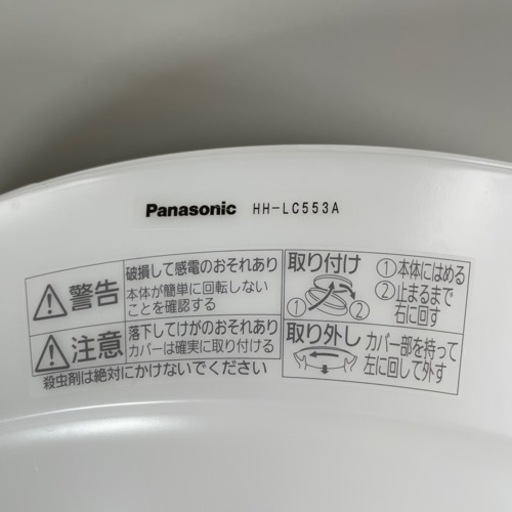 Panasonic HH-LC553A
警告
破損して感電のおそれあり
本体が簡単に回転しない
ことを確認する
注意
落下してけがのおそれあり
カバーは確実に取り付ける
殺虫剤は絶対にかけないでください
取り付け
① ②
①本体にはめる
②止まるまで
右に回す
取り外し
カバー部を持って
左に回して外す